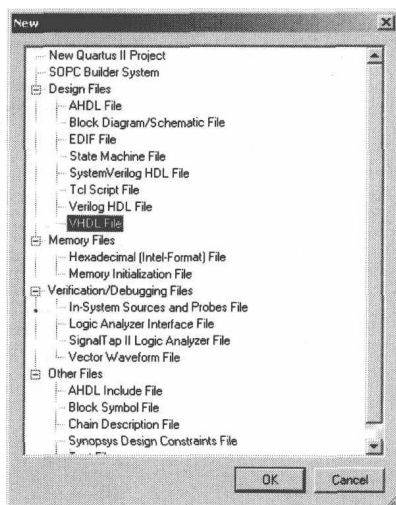 New
New Quartus II Project
SOPC Builder System
Design Files
AHDL File
Block Diagram/Schematic File
EDIF File
State Machine File
SystemVerilog HDL File
Tcl Script File
Verilog HDL File
VHDL File
Memory Files
Hexadecimal (Intel-Format) File
Memory Initialization File
Verification/Debugging Files
In-System Sources and Probes File
Logic Analyzer Interface File
SignalTap II Logic Analyzer File
Vector Waveform File
Other Files
AHDL Include File
Block Symbol File
Chain Description File
Synopsys Design Constraints File
OK
Cancel